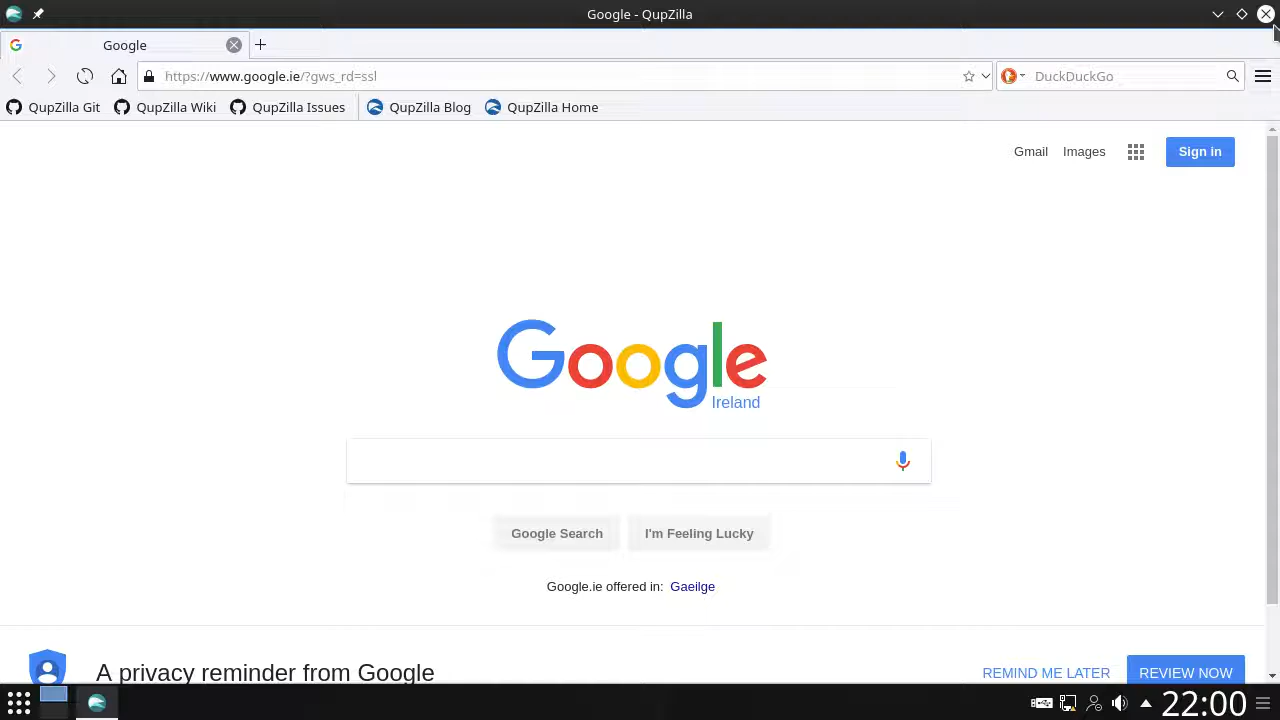 Google - QupZilla
Google
https://www.google.ie/?gws_rd=ssl
DuckDuckGo
QupZilla Git
QupZilla Wiki
QupZilla Issues
QupZilla Blog
QupZilla Home
Gmail
Images
Sign in
Google
Ireland
Google Search
I'm Feeling Lucky
Google.ie offered in: Gaeilge
A privacy reminder from Google
REMIND ME LATER
REVIEW NOW
22:00